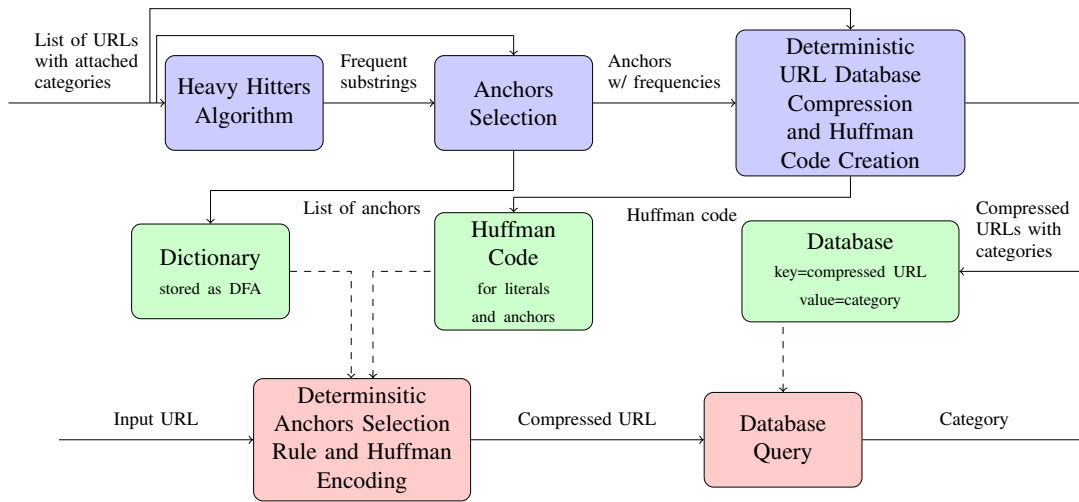 List of URLs
with attached
categories
Heavy Hitters
Algorithm
Frequent
substrings
Anchors
Selection
Anchors
w/ frequencies
Deterministic
URL Database
Compression
and Huffman
Code Creation
List of anchors
Huffman code
Compressed
URLs with
categories
Dictionary
stored as DFA
Huffman
Code
for literals
and anchors
Database
key=compressed URL
value=category
Input URL
Determinsitic
Anchors Selection
Rule and Huffman
Encoding
Compressed URL
Database
Query
Category